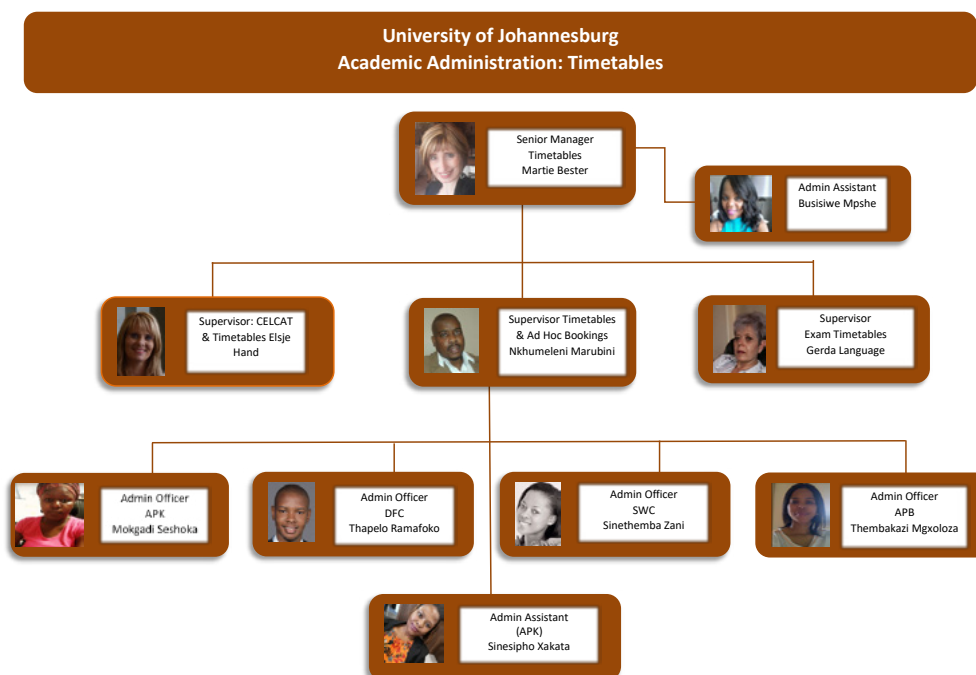 University of Johannesburg
Academic Administration: Timetables
Senior Manager
Timetables
Martie Bester
Admin Assistant
Busisiwe Mpshe
Supervisor: CELCAT
& Timetables Elsje
Hand
Supervisor Timetables
& Ad Hoc Bookings
Nkhumeleni Marubini
Supervisor
Exam Timetables
Gerda Language
Admin Officer
APK
Mokgadi Seshoka
Admin Officer
DFC
Thapelo Ramafoko
Admin Officer
SWC
Sinethemba Zani
Admin Officer
APB
Thembakazi Mgxoloza
Admin Assistant
(APK)
Sinesipho Xakata